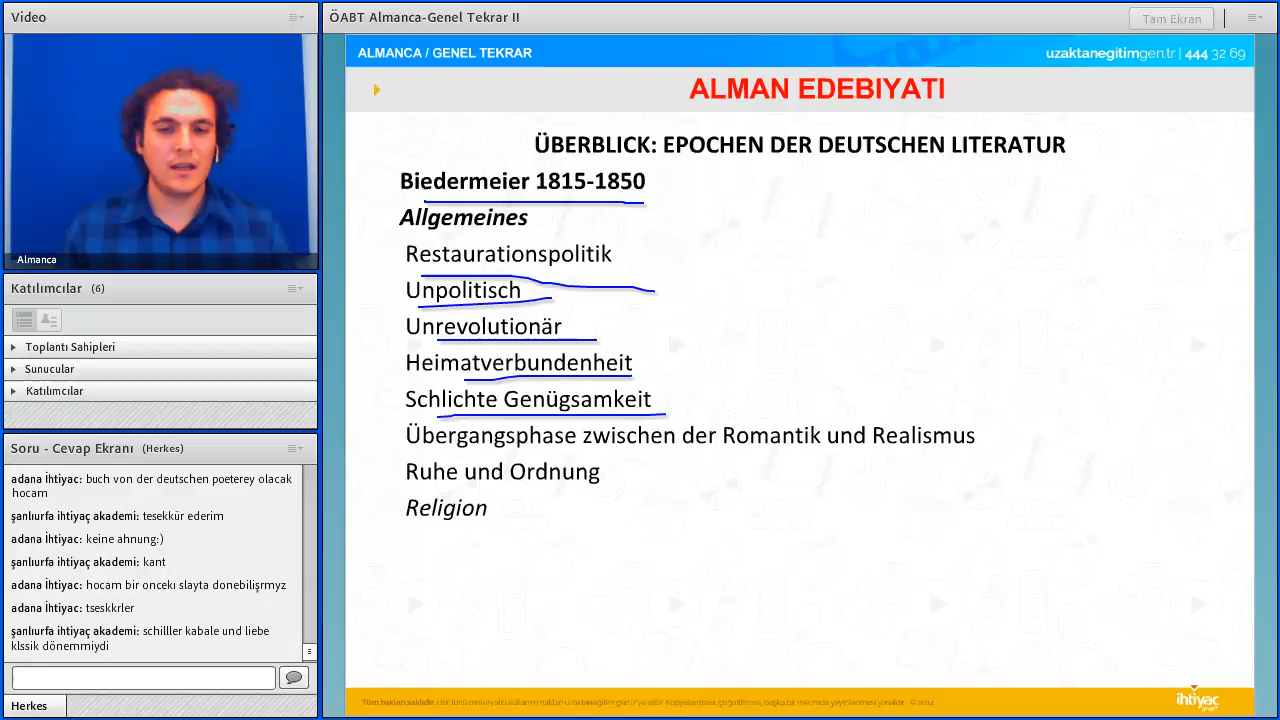 Video
Almanca
Katılımcılar (6)
Toplantı Sahipleri
Sunucular
Katılımcılar
Soru - Cevap Ekranı (Herkes)
adana İhtiyaç: buch von der deutschen poeterey olacak
hocam
şanlıurfa ihtiyaç akademi: tesekkür ederim
adana İhtiyaç: keine ahnung:)
şanlıurfa ihtiyaç akademi: kant
adana İhtiyaç: hocam bir oncekı slayta donebilişrmyz
adana İhtiyaç: tseskkrler
şanlıurfa ihtiyaç akademi: schilller kabale und liebe
klssik dönemmiydi
Herkes
ÖABT Almanca-Genel Tekrar II
Tam Ekran
ALMANCA / GENEL TEKRAR
uzaktanegitimgen.tr | 444 32 69
ALMAN EDEBIYATI
ÜBERBLICK: EPOCHEN DER DEUTSCHEN LITERATUR
Biedermeier 1815-1850
Allgemeines
Restaurationspolitik
Unpolitisch
Unrevolutionär
Heimatverbundenheit
Schlichte Genügsamkeit
Übergangsphase zwischen der Romantik und Realismus
Ruhe und Ordnung
Religion
Tüm hakları saklıdır.
ihtiyaç